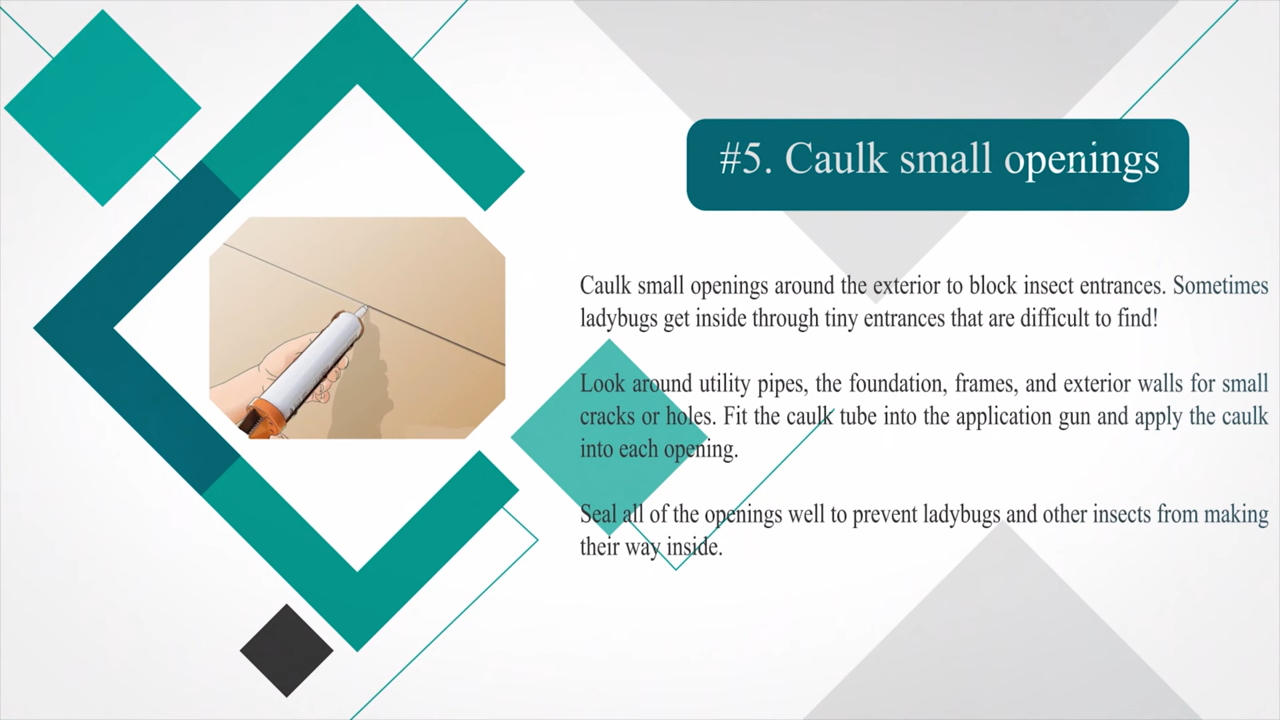 #5. Caulk small openings
Caulk small openings around the exterior to block insect entrances. Sometimes
ladybugs get inside through tiny entrances that are difficult to find!
Look around utility pipes, the foundation, frames, and exterior walls for small
cracks or holes. Fit the caulk tube into the application gun and apply the caulk
into each opening.
Seal all of the openings well to prevent ladybugs and other insects from making
their way inside.